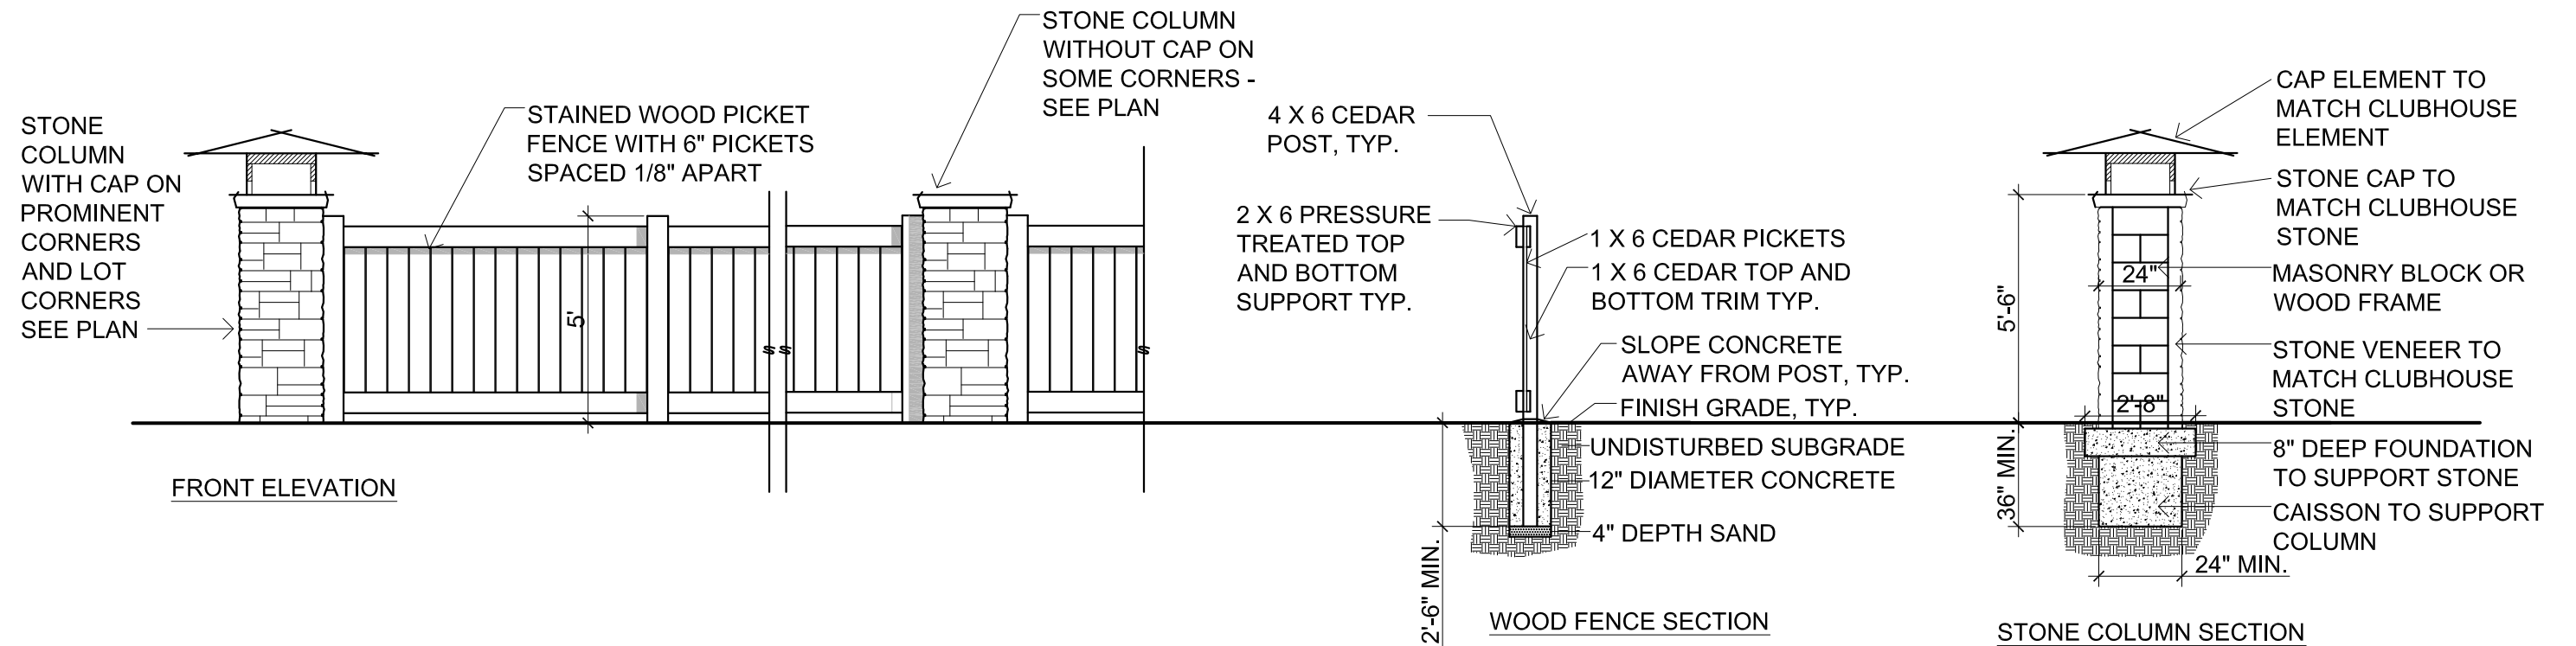 STONE
COLUMN
WITH CAP ON
PROMINENT
CORNERS
AND LOT
CORNERS
SEE PLAN
STAINED WOOD PICKET
FENCE WITH 6" PICKETS
SPACED 1/8" APART
STONE COLUMN
WITHOUT CAP ON
SOME CORNERS -
SEE PLAN
5'
FRONT ELEVATION
4 X 6 CEDAR
POST, TYP.
2 X 6 PRESSURE
TREATED TOP
AND BOTTOM
SUPPORT TYP.
1 X 6 CEDAR PICKETS
1 X 6 CEDAR TOP AND
BOTTOM TRIM TYP.
SLOPE CONCRETE
AWAY FROM POST, TYP.
FINISH GRADE, TYP.
UNDISTURBED SUBGRADE
12" DIAMETER CONCRETE
4" DEPTH SAND
2'-6" MIN.
WOOD FENCE SECTION
CAP ELEMENT TO
MATCH CLUBHOUSE
ELEMENT
STONE CAP TO
MATCH CLUBHOUSE
STONE
MASONRY BLOCK OR
WOOD FRAME
STONE VENEER TO
MATCH CLUBHOUSE
STONE
8" DEEP FOUNDATION
TO SUPPORT STONE
CAISSON TO SUPPORT
COLUMN
5'-6"
24"
2'-8"
36" MIN.
24" MIN.
STONE COLUMN SECTION